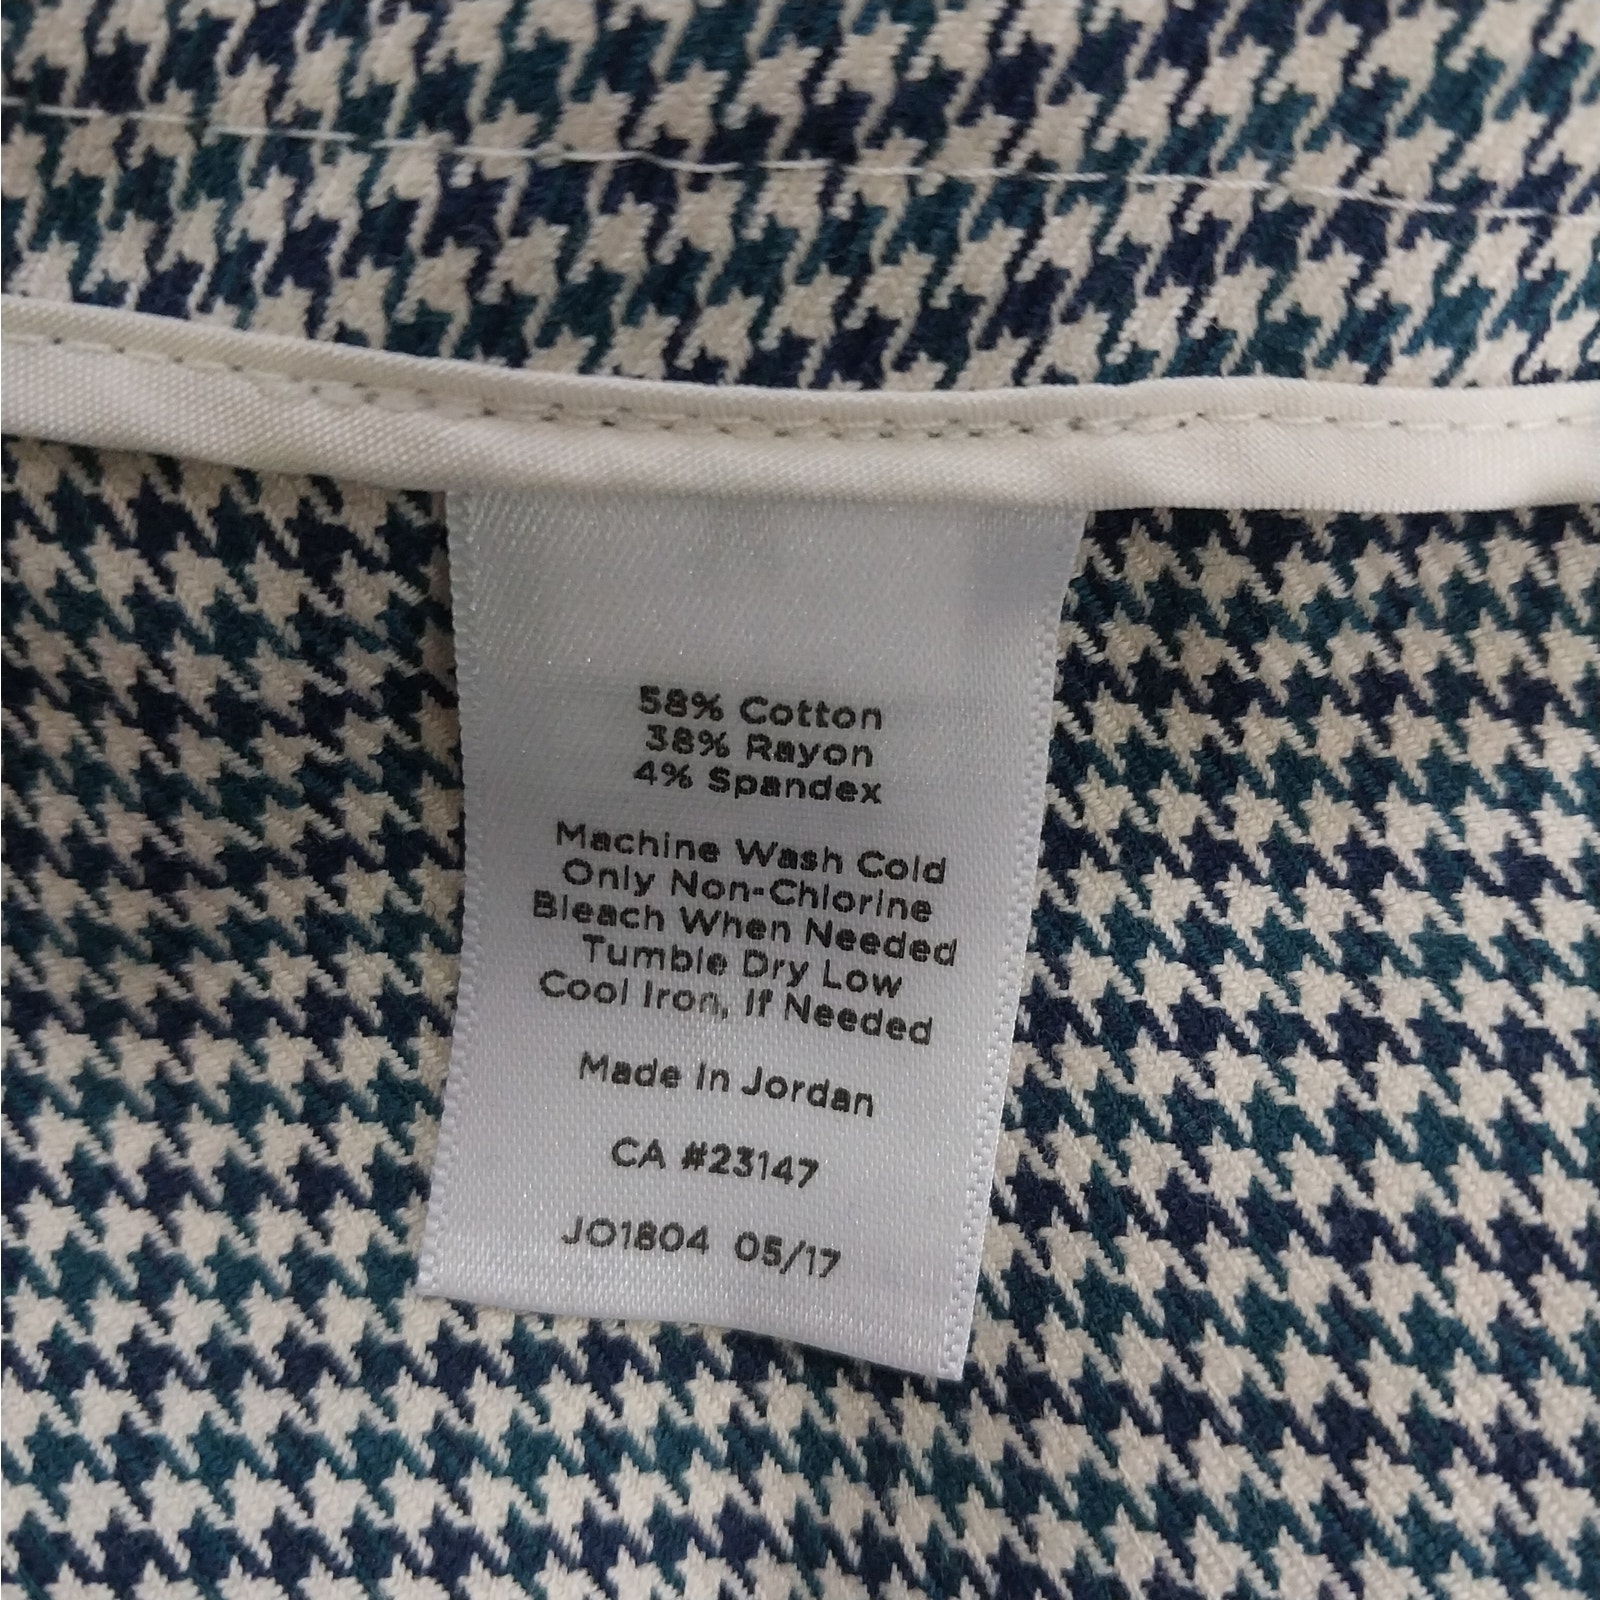 58% Cotton
38% Rayon
4% Spandex
Machine Wash Cold
Only Non-Chlorine
Bleach When Needed
Tumble Dry Low
Cool Iron, If Needed
Made In Jordan
CA #23147
JO1804 05/17